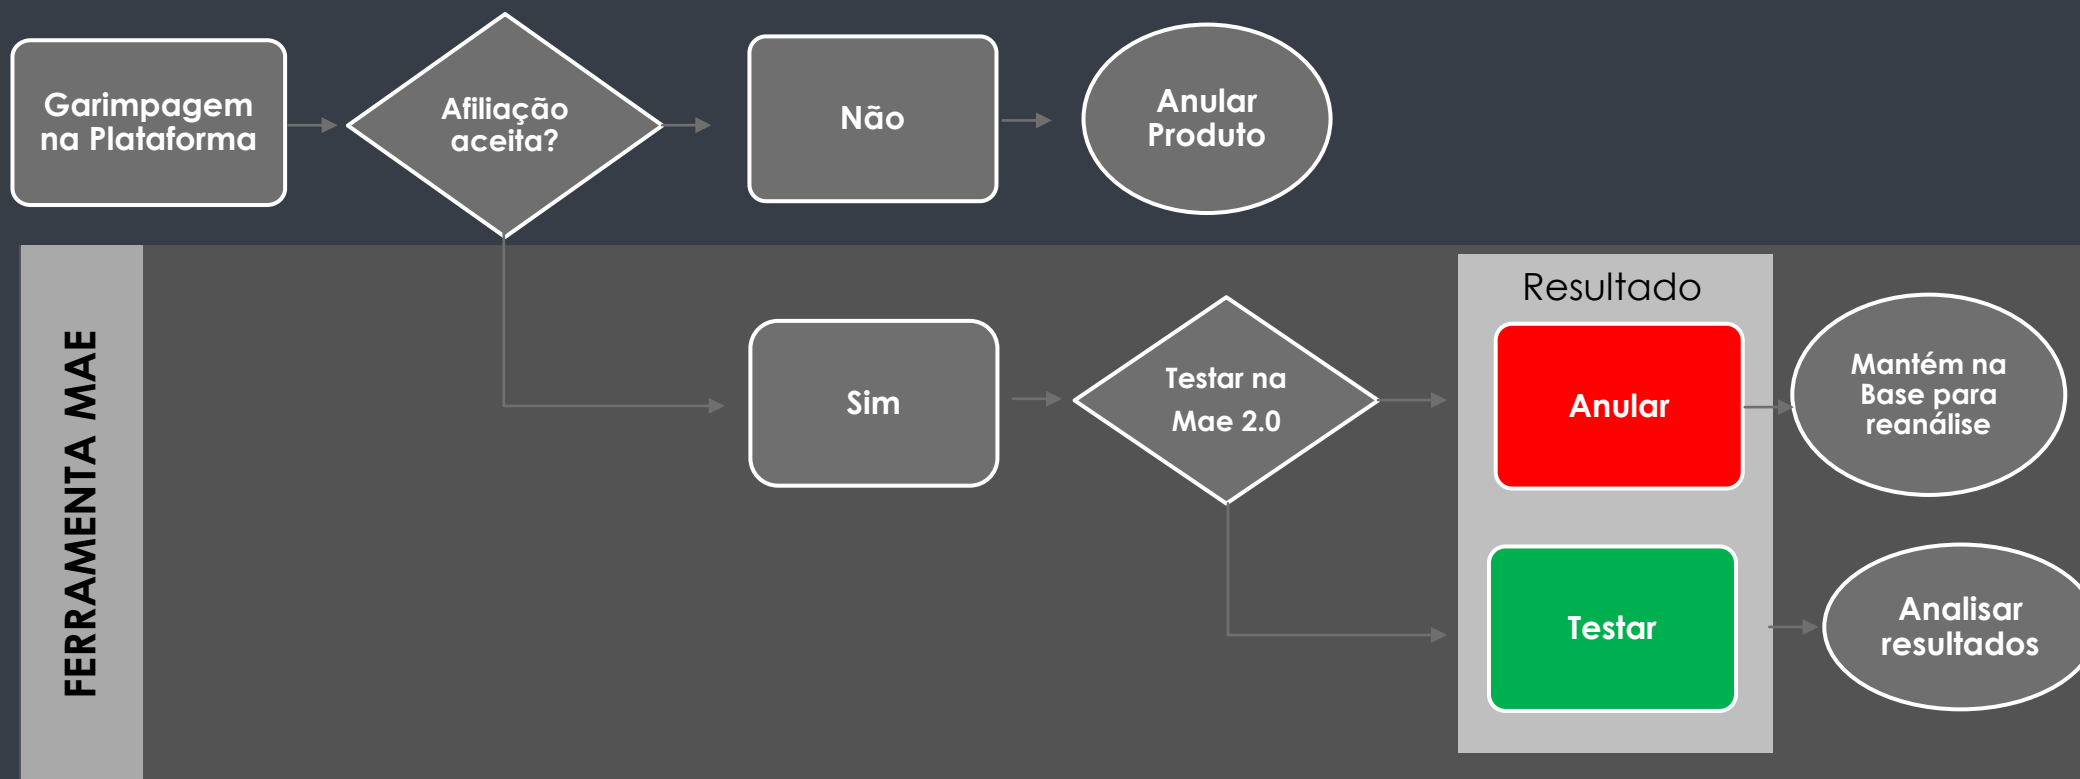 Garimpagem
na Plataforma
Afiliação
aceita?
Não
Anular
Produto
FERRAMENTA MAE
Sim
Testar na
Mae 2.0
Resultado
Anular
Mantém na
Base para
reanálise
Testar
Analisar
resultados